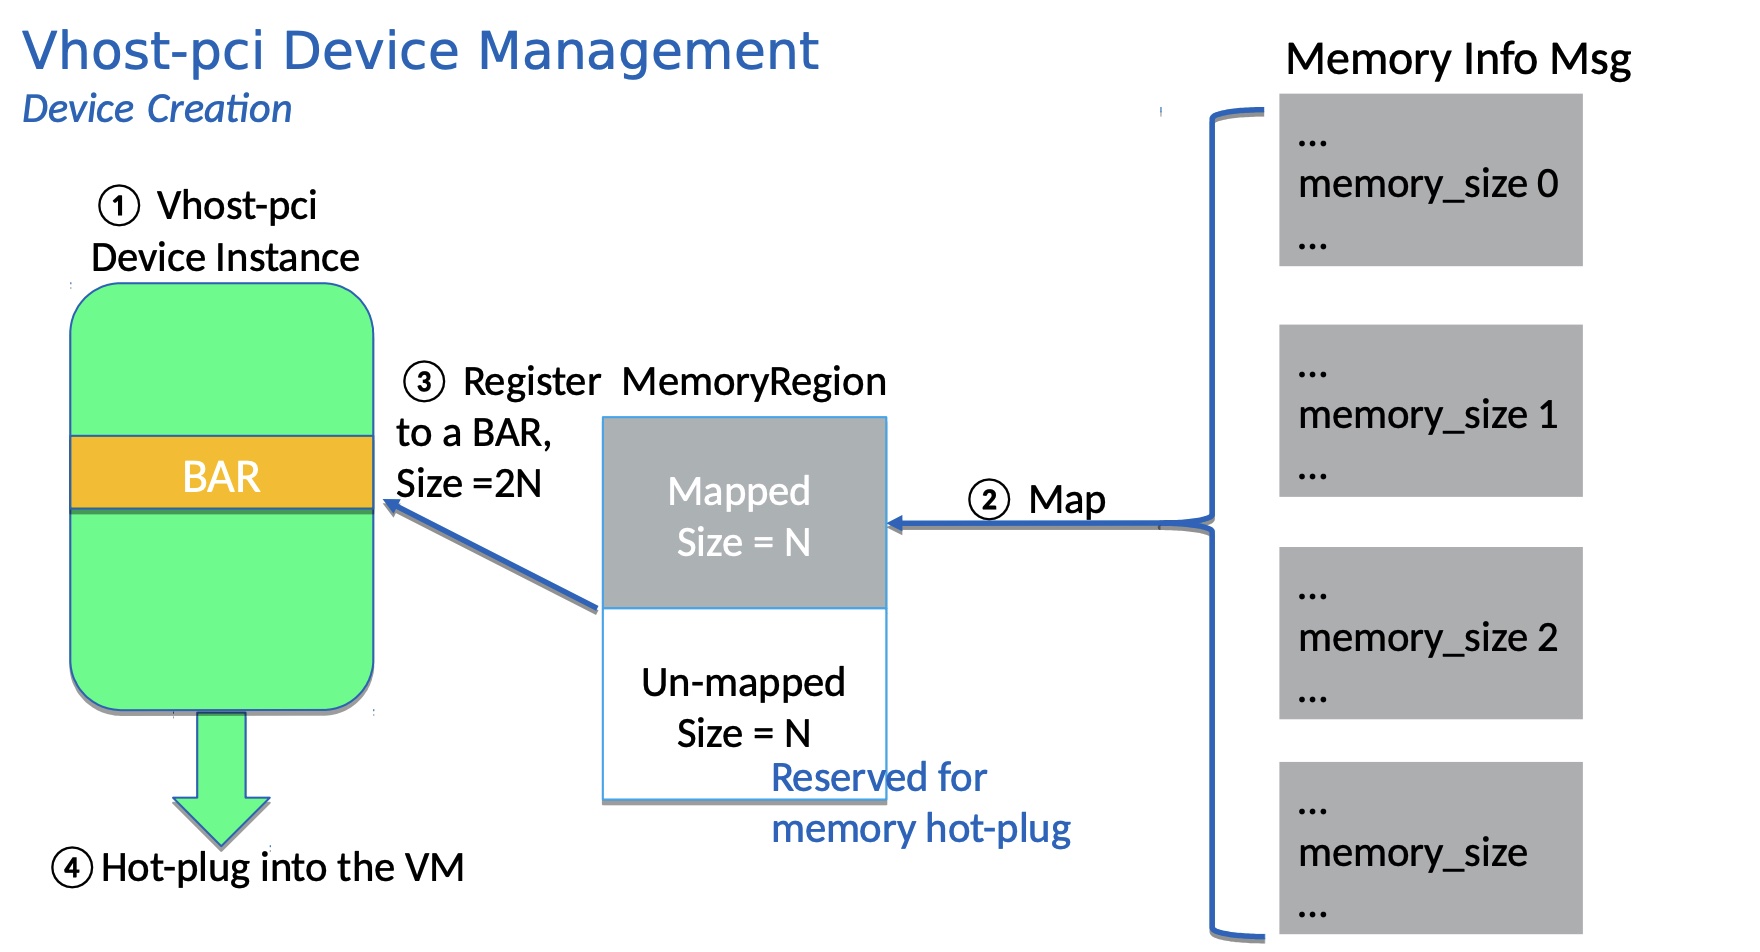 Vhost-pci Device Management
Device Creation
Memory Info Msg
...
memory_size 0
...
...
memory_size 1
...
...
memory_size 2
...
...
memory_size
...
① Vhost-pci
Device Instance
BAR
③ Register
to a BAR,
Size =2N
MemoryRegion
Mapped
Size = N
② Map
Un-mapped
Size = N
Reserved for
memory hot-plug
④ Hot-plug into the VM